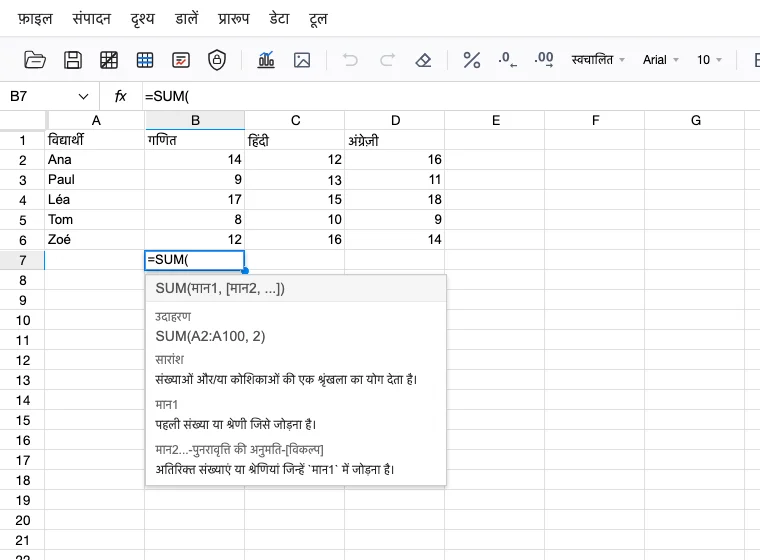 फ़ाइल संपादन दृश्य डालें प्रारूप डेटा टूल
% .0 .00 स्वचालित Arial 10
B7 fx =SUM(
A B C D E F G
1 विद्यार्थी गणित हिंदी अंग्रेज़ी
2 Ana 14 12 16
3 Paul 9 13 11
4 Léa 17 15 18
5 Tom 8 10 9
6 Zoé 12 16 14
7 =SUM(
8
SUM(मान1, [मान2, ...])
9
उदाहरण
10
SUM(A2:A100, 2)
11
12
सारांश
13
संख्याओं और/या कोशिकाओं की एक श्रृंखला का योग देता है।
14
मान1
15
पहली संख्या या श्रेणी जिसे जोड़ना है।
16
मान2...-पुनरावृत्ति की अनुमति-[विकल्प]
17
अतिरिक्त संख्याएं या श्रेणियां जिन्हें `मान1` में जोड़ना है।
18
19
20
21